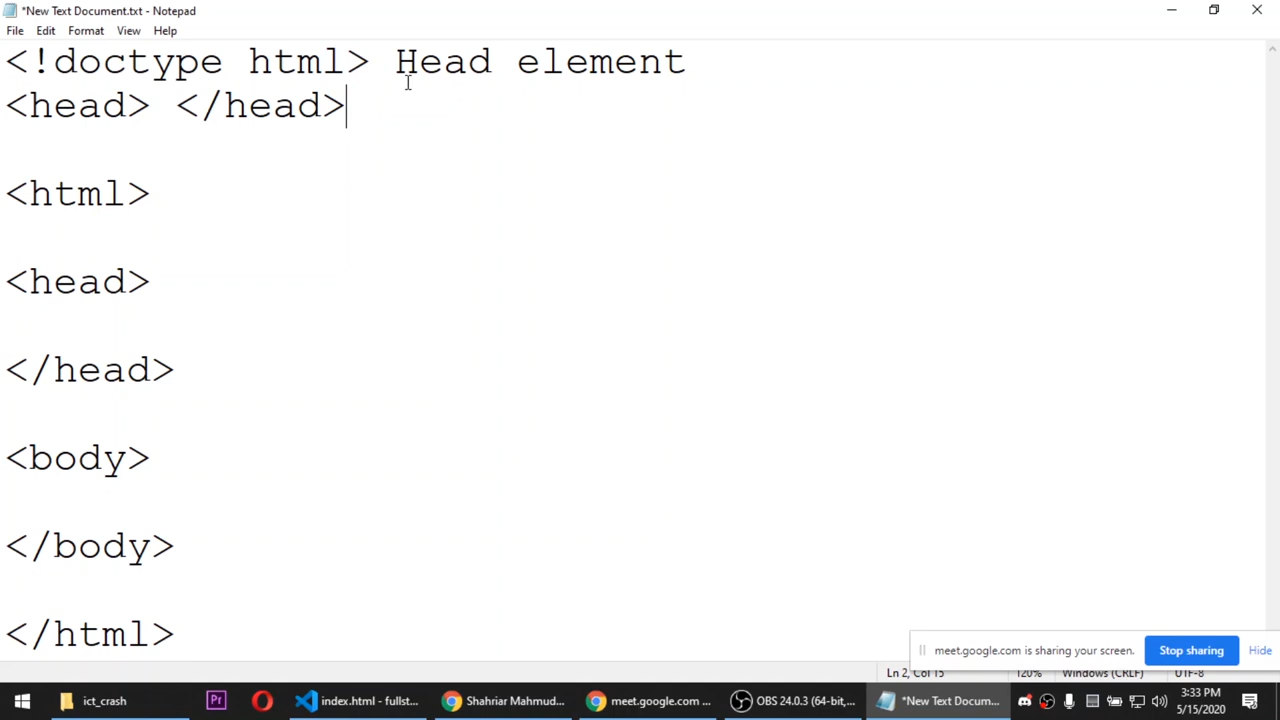 *New Text Document.txt - Notepad
File Edit Format View Help
<!doctype html> Head element
<head> </head>
<html>
<head>
</head>
<body>
</body>
</html>
meet.google.com is sharing your screen. Stop sharing Hide
Ln 2, Col 15 120% Windows (CRLF) UTF-8
ict_crash Pr index.html - fullst... Shahriar Mahmud... meet.google.com ... OBS 24.0.3 (64-bit,... *New Text Docum... 3:33 PM
5/15/2020